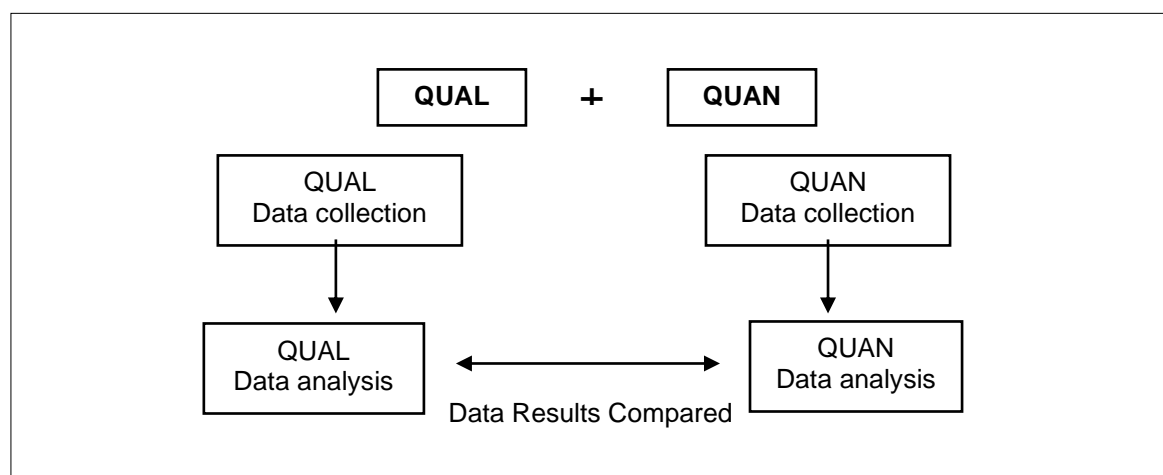 QUAL + QUAN
QUAL
Data collection
QUAN
Data collection
QUAL
Data analysis
QUAN
Data analysis
Data Results Compared